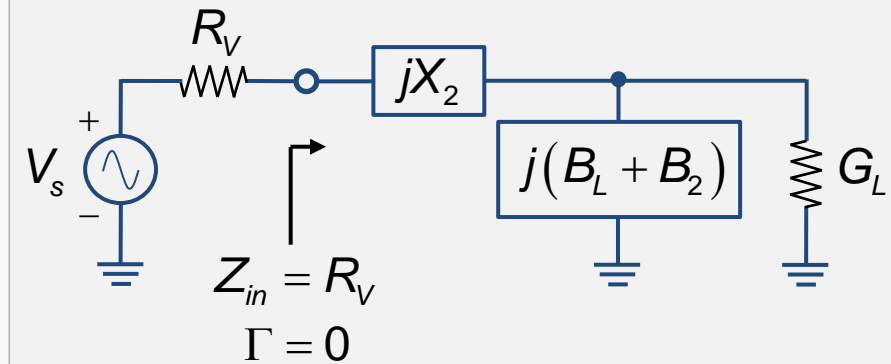 R_V
jX_2
+
V_s
−
j(B_L + B_2)
G_L
Z_in = R_V
Γ = 0